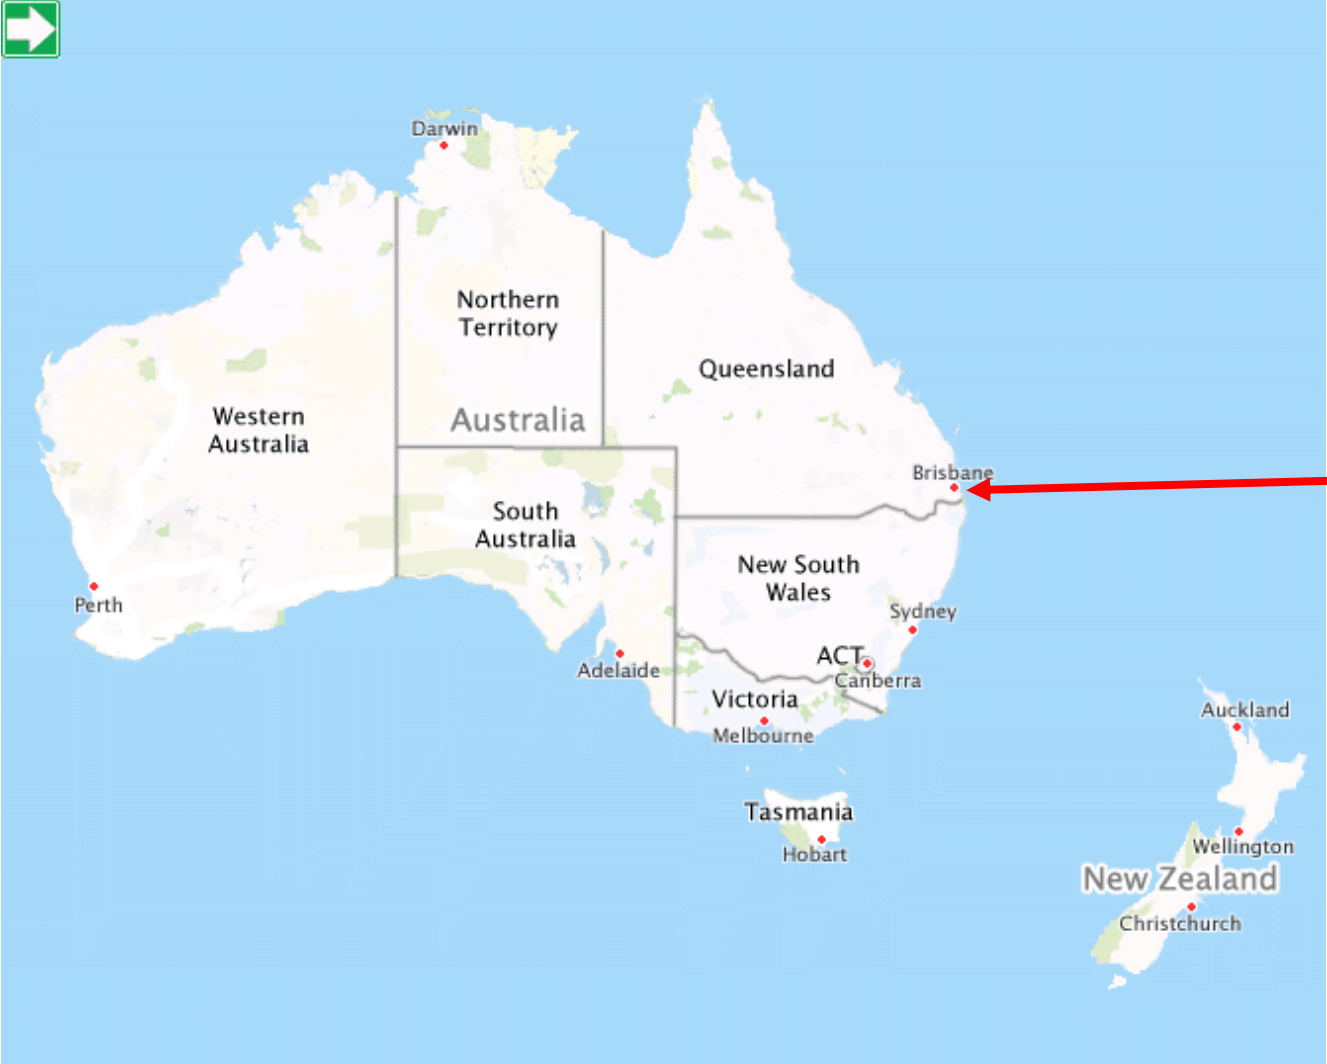 Darwin
Northern
Territory
Queensland
Western
Australia
Australia
Brisbane
South
Australia
New South
Wales
Perth
Sydney
Adelaide
ACT
Canberra
Victoria
Melbourne
Auckland
Tasmania
Hobart
Wellington
New Zealand
Christchurch